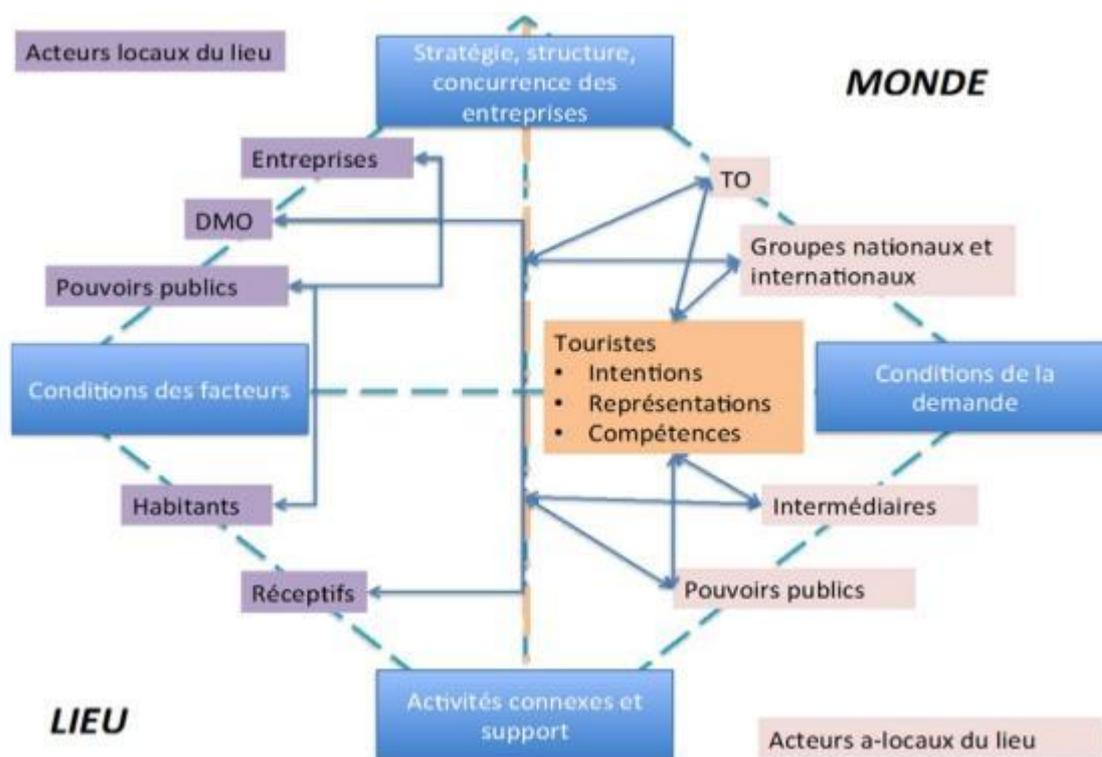 Acteurs locaux du lieu
Stratégie, structure,
concurrence des
entreprises
MONDE
Entreprises
TO
DMO
Groupes nationaux et
internationaux
Pouvoirs publics
Touristes
• Intentions
• Représentations
• Compétences
Conditions des facteurs
Conditions de la
demande
Habitants
Intermédiaires
Réceptifs
Pouvoirs publics
Activités connexes et
support
LIEU
Acteurs a-locaux du lieu